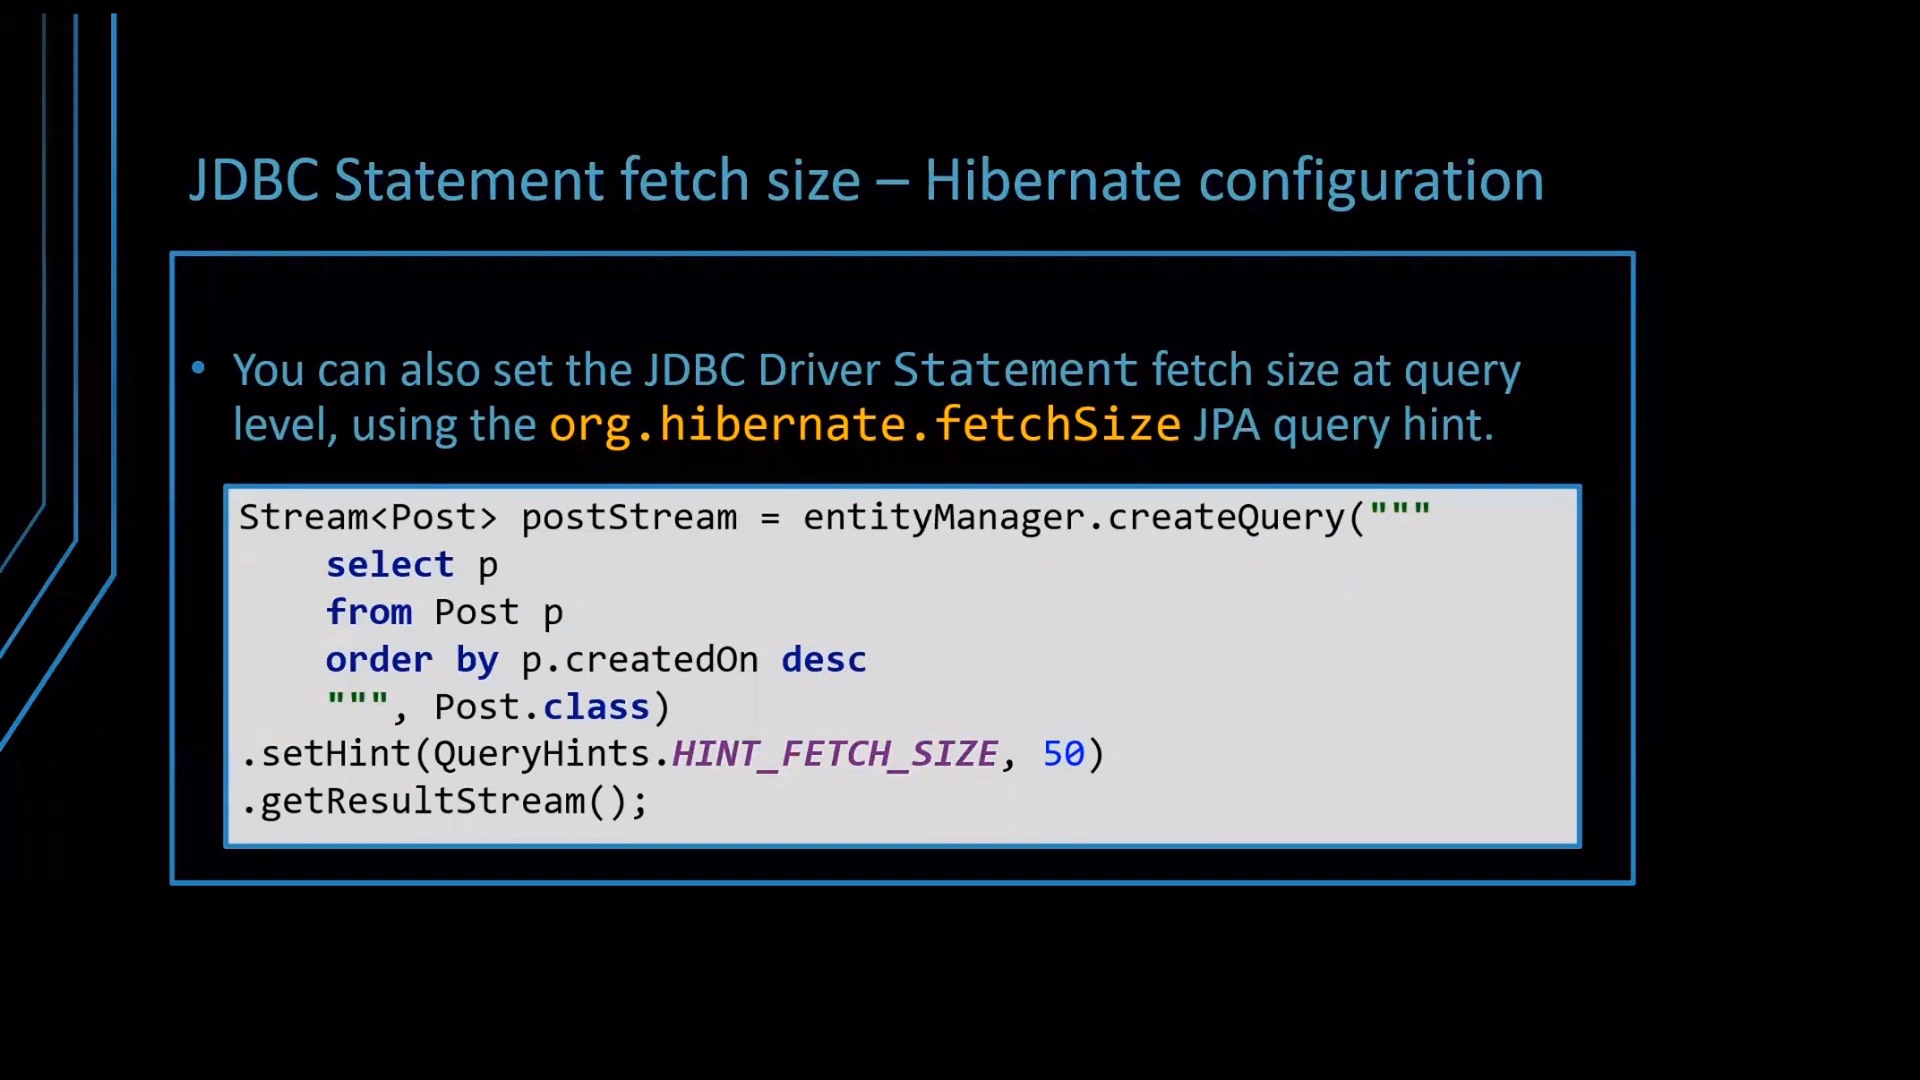 JDBC Statement fetch size – Hibernate configuration
• You can also set the JDBC Driver Statement fetch size at query
level, using the org.hibernate.fetchSize JPA query hint.
Stream<Post> postStream = entityManager.createQuery("""
    select p
    from Post p
    order by p.createdOn desc
    """, Post.class)
.setHint(QueryHints.HINT_FETCH_SIZE, 50)
.getResultStream();